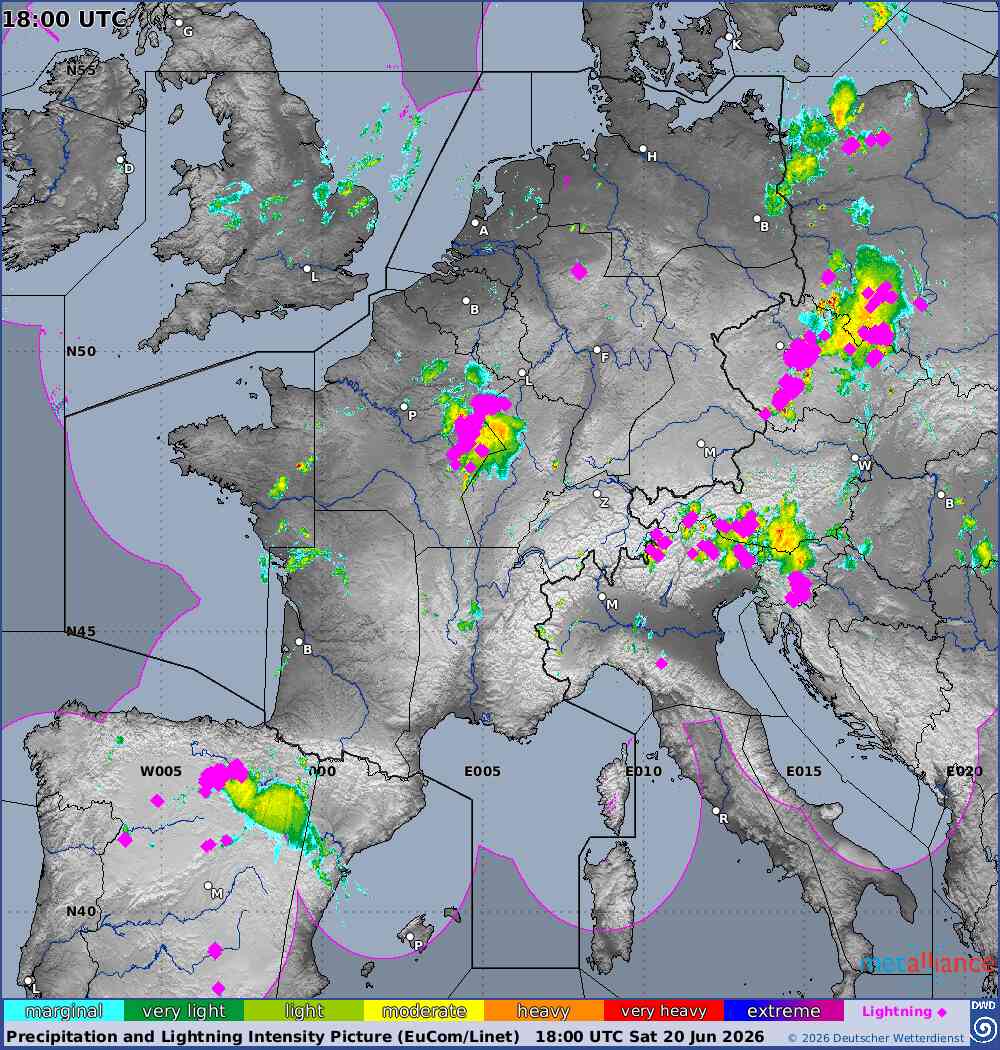 18:00 UTC
G
K
N55
D
H
B
A
L
B
N50
F
L
P
M
W
Z
B
M
N45
B
W005
000
E005
E010
E015
E020
R
M
N40
P
L
metalliance
marginal very light light moderate heavy very heavy extreme Lightning
DWD
Precipitation and Lightning Intensity Picture (EuCom/Linet) 18:00 UTC Sat 20 Jun 2026 © 2026 Deutscher Wetterdienst